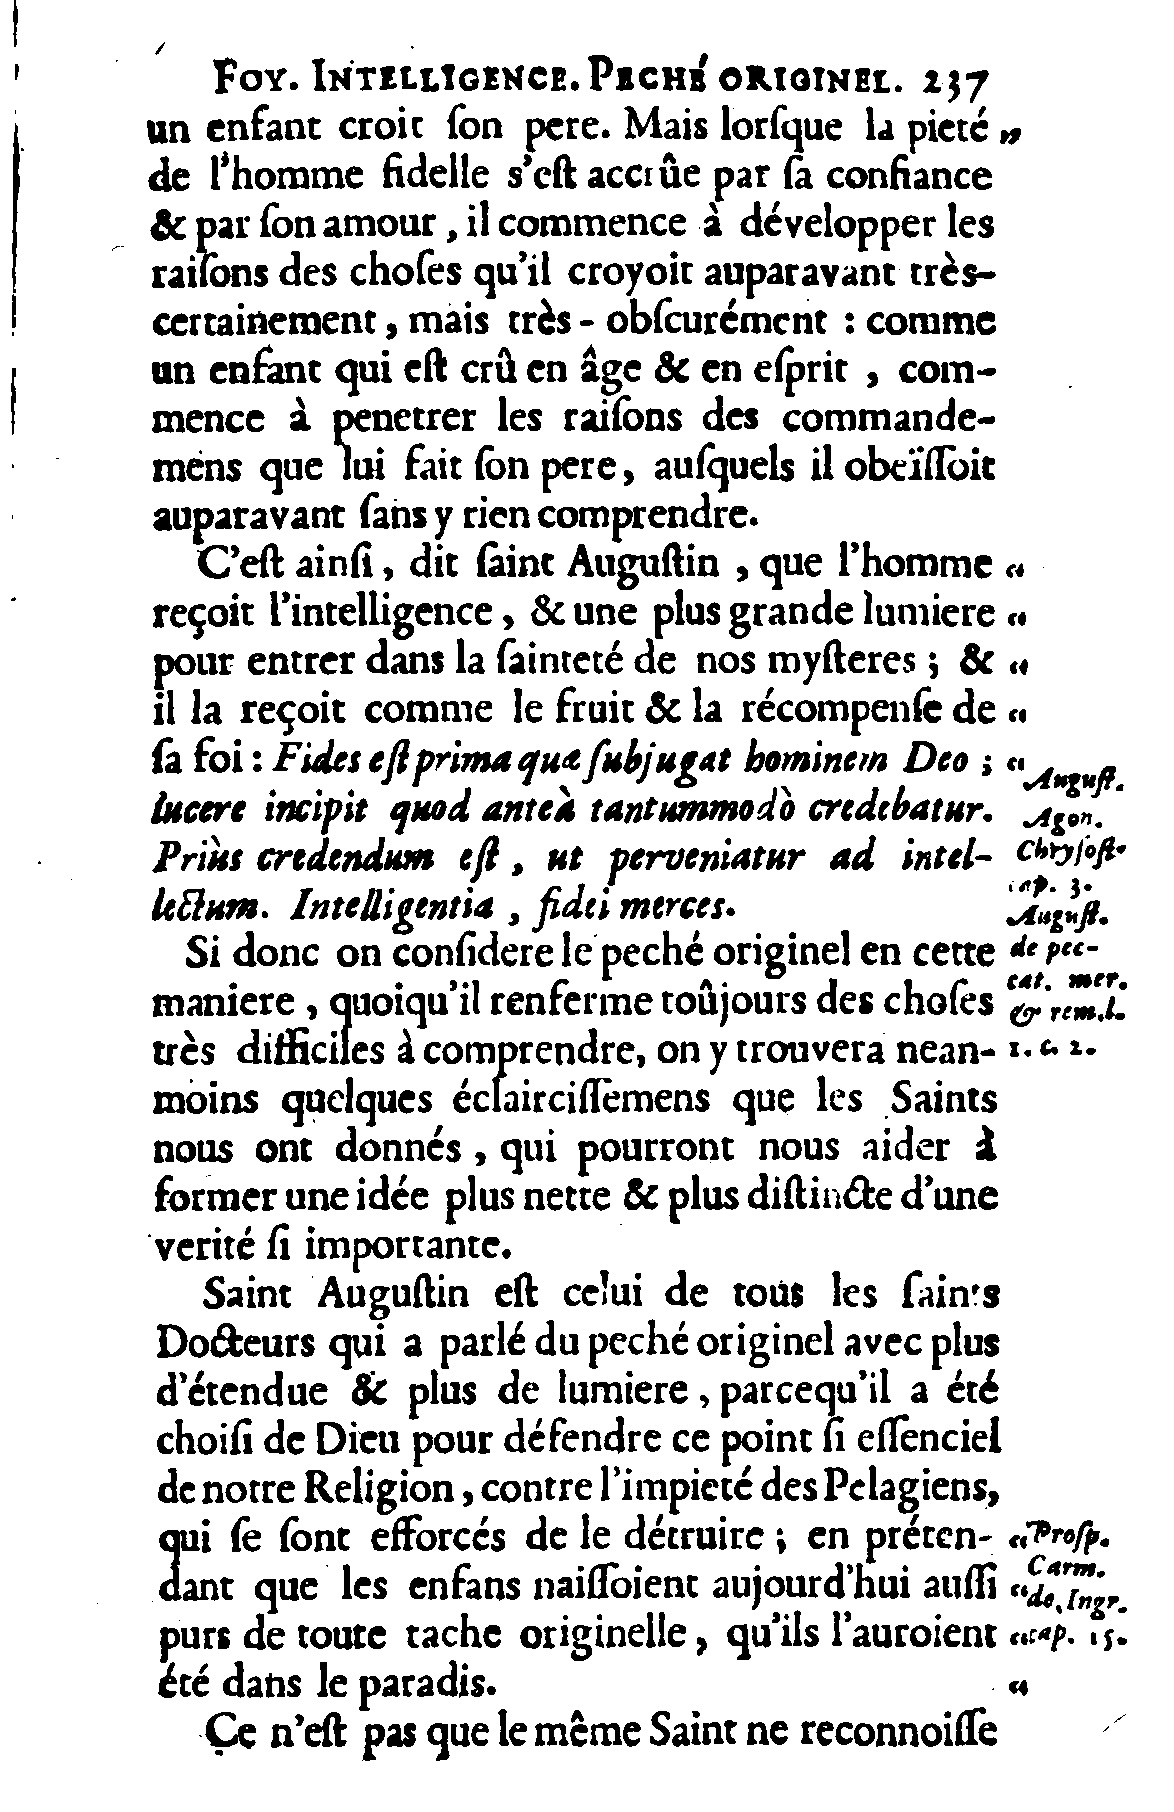 FOY. INTELLIGENCE. PECHÉ ORIGINEL. 237
un enfant croit ſon pere. Mais lorſque la pieté „
de l'homme fidelle s'eſt accrûe par ſa confiance
& par ſon amour, il commence à développer les
raiſons des choſes qu'il croyoit auparavant très-
certainement, mais très-obſcurément : comme
un enfant qui eſt crû en âge & en eſprit, com-
mence à penetrer les raiſons des commande-
mens que lui fait ſon pere, auſquels il obeïſſoit
auparavant ſans y rien comprendre.
C'eſt ainſi, dit ſaint Auguſtin, que l'homme “
reçoit l'intelligence, & une plus grande lumiere “
pour entrer dans la ſainteté de nos myſteres ; & “
il la reçoit comme le fruit & la récompenſe de “
ſa foi : Fides eſt prima quæ ſubjugat hominem Deo ; “
lucere incipit quod anteà tantummodò credebatur.
Priùs credendum eſt, ut perveniatur ad intel-
lectum. Intelligentia, fidei merces.
Auguſt.
Agon.
Chryſoſt.
cap. 3.
Auguſt.
de pec-
cat. mer.
& rem. l.
1. c. 2.
Si donc on conſidere le peché originel en cette
maniere, quoiqu'il renferme toûjours des choſes
très difficiles à comprendre, on y trouvera nean-
moins quelques éclairciſſemens que les Saints
nous ont donnés, qui pourront nous aider à
former une idée plus nette & plus diſtincte d'une
verité ſi importante.
Saint Auguſtin eſt celui de tous les ſaints
Docteurs qui a parlé du peché originel avec plus
d'étendue & plus de lumiere, parcequ'il a été
choiſi de Dieu pour défendre ce point ſi eſſenciel
de notre Religion, contre l'impieté des Pelagiens,
qui ſe ſont efforcés de le détruire ; en préten- “
dant que les enfans naiſſoient aujourd'hui auſſi “
purs de toute tache originelle, qu'ils l'auroient “
été dans le paradis. “
Proſp.
Carm.
de Ingr.
cap. 15.
Ce n'eſt pas que le même Saint ne reconnoiſſe